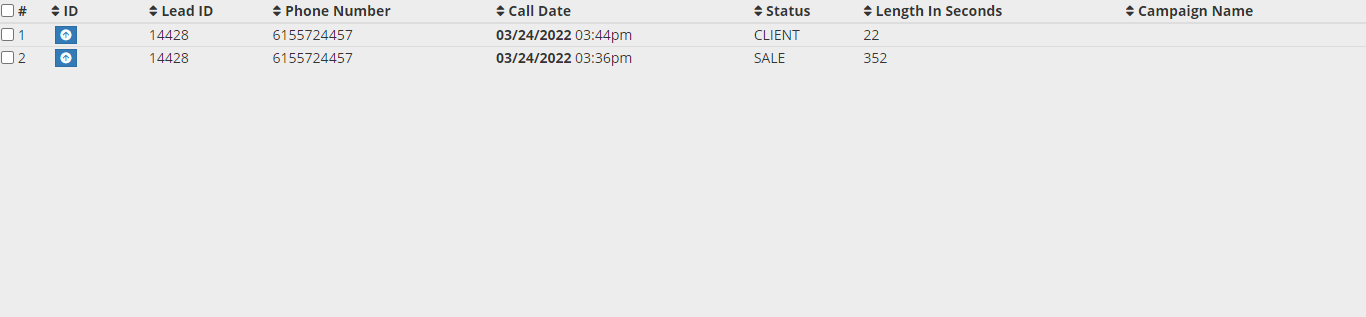 # ID Lead ID Phone Number Call Date Status Length In Seconds Campaign Name
1 14428 6155724457 03/24/2022 03:44pm CLIENT 22
2 14428 6155724457 03/24/2022 03:36pm SALE 352